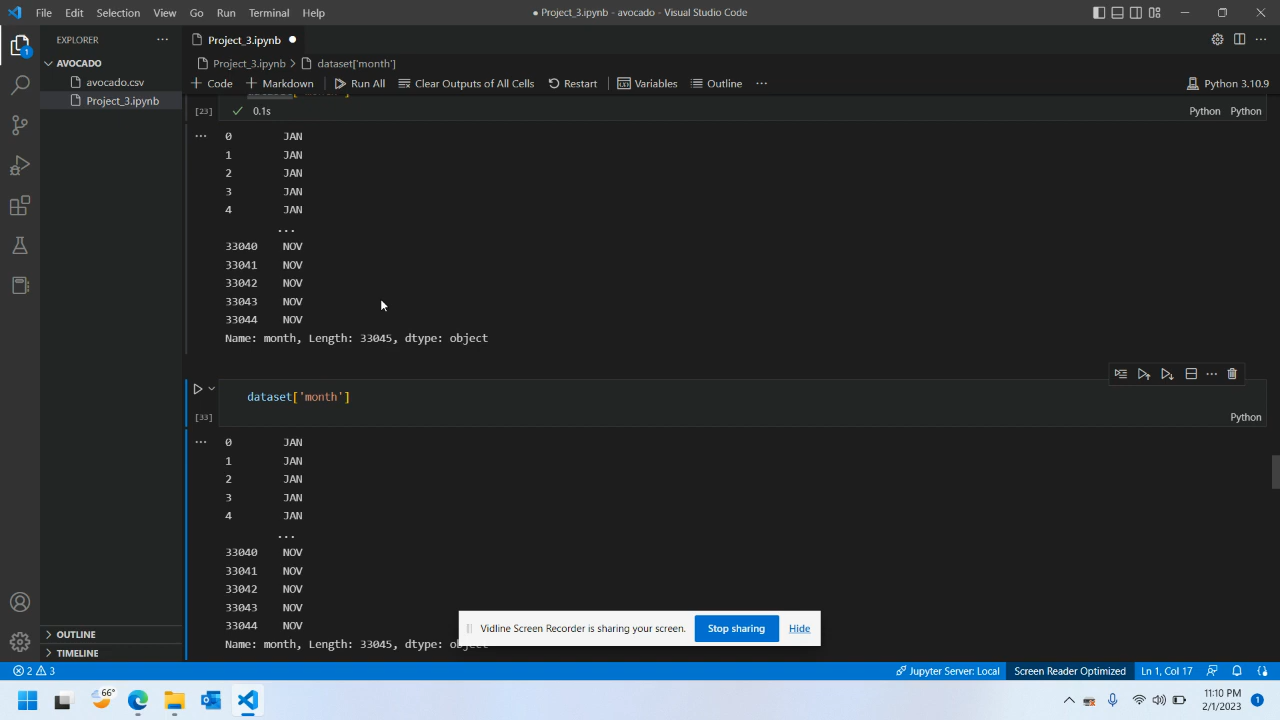 File Edit Selection View Go Run Terminal Help
● Project_3.ipynb - avocado - Visual Studio Code
EXPLORER
Project_3.ipynb
AVOCADO
avocado.csv
Project_3.ipynb
Project_3.ipynb > dataset['month']
+ Code + Markdown Run All Clear Outputs of All Cells Restart Variables Outline ... Python 3.10.9
[23] 0.1s Python Python
0 JAN
1 JAN
2 JAN
3 JAN
4 JAN
...
33040 NOV
33041 NOV
33042 NOV
33043 NOV
33044 NOV
Name: month, Length: 33045, dtype: object
dataset['month']
[33] Python
0 JAN
1 JAN
2 JAN
3 JAN
4 JAN
...
33040 NOV
33041 NOV
33042 NOV
33043 NOV
33044 NOV
Name: month, Length: 33045, dtype: object
Vidline Screen Recorder is sharing your screen. Stop sharing Hide
OUTLINE
TIMELINE
2 3 Jupyter Server: Local Screen Reader Optimized Ln 1, Col 17
66°
11:10 PM
2/1/2023
1